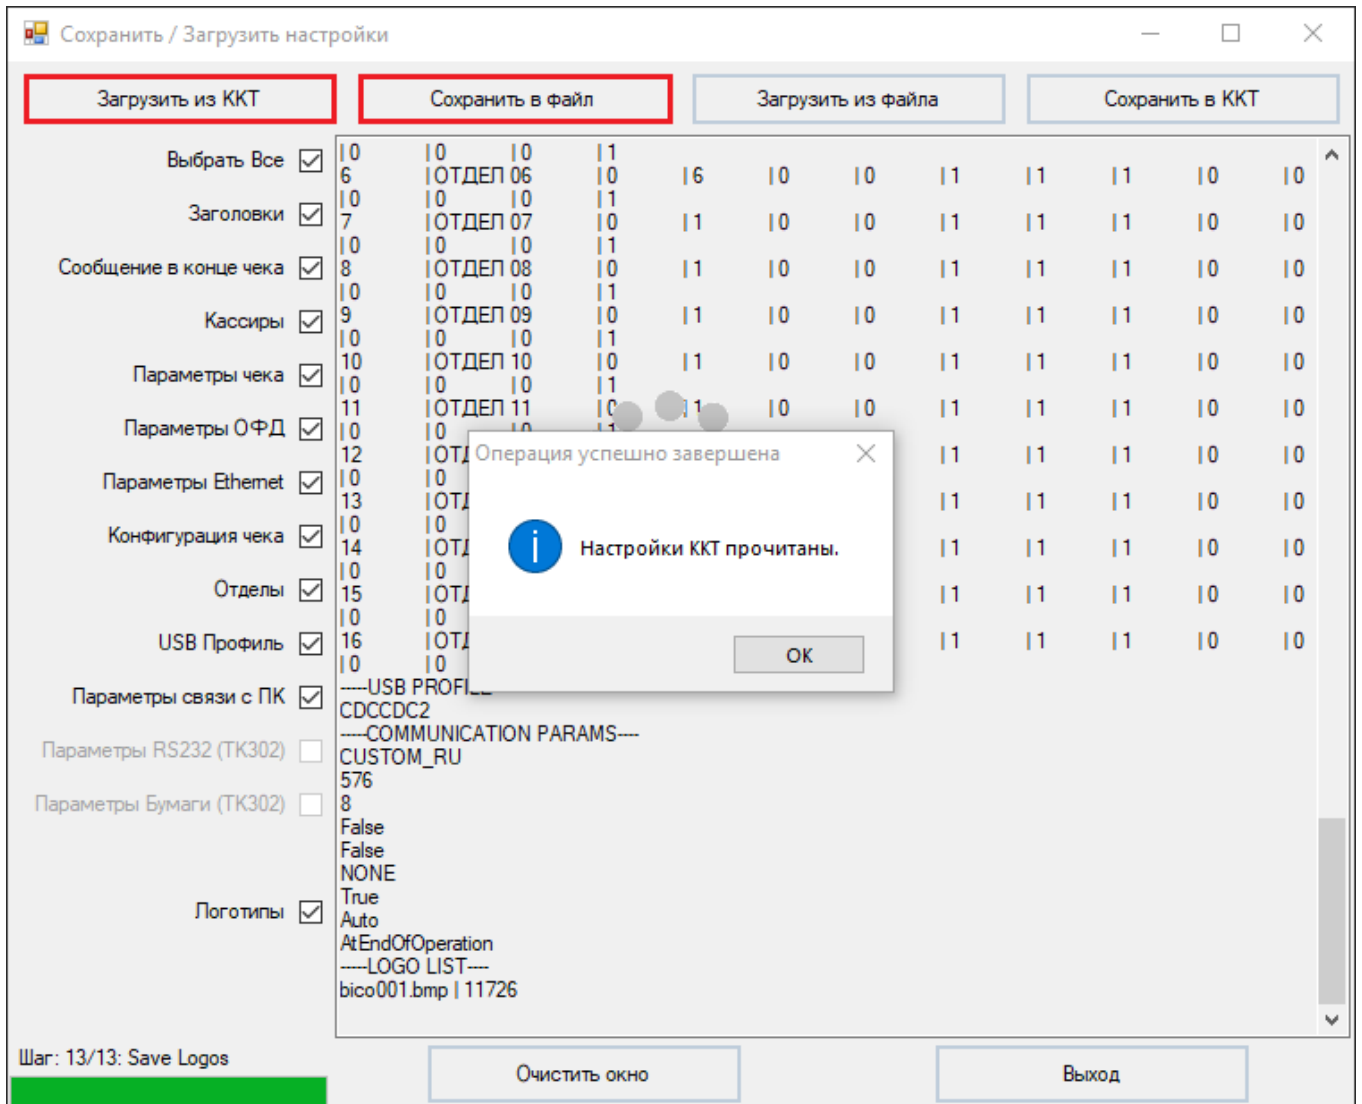 Сохранить / Загрузить настройки
Загрузить из ККТ
Сохранить в файл
Загрузить из файла
Сохранить в ККТ
Выбрать Все
Заголовки
Сообщение в конце чека
Кассиры
Параметры чека
Параметры ОФД
Параметры Ethernet
Конфигурация чека
Отделы
USB Профиль
Параметры связи с ПК
Параметры RS232 (TK302)
Параметры Бумаги (TK302)
Логотипы
|0 |0 |0 |1
6 |ОТДЕЛ 06 |0 |6 |0 |0 |1 |1 |1 |0 |0
|0 |0 |0 |1
7 |ОТДЕЛ 07 |0 |1 |0 |0 |1 |1 |1 |0 |0
|0 |0 |0 |1
8 |ОТДЕЛ 08 |0 |1 |0 |0 |1 |1 |1 |0 |0
|0 |0 |0 |1
9 |ОТДЕЛ 09 |0 |1 |0 |0 |1 |1 |1 |0 |0
|0 |0 |0 |1
10 |ОТДЕЛ 10 |0 |1 |0 |0 |1 |1 |1 |0 |0
|0 |0 |0 |1
11 |ОТДЕЛ 11 |0 |1 |0 |0 |1 |1 |1 |0 |0
|0 |0 |0 |1
12 |1 |1 |1 |0 |0
|0 |0
13 |1 |1 |1 |0 |0
|0 |0
14 |1 |1 |1 |0 |0
|0 |0
15 |1 |1 |1 |0 |0
|0 |0
16 |1 |1 |1 |0 |0
|0 |0
-----USB PROFILE
CDCCDC2
-----COMMUNICATION PARAMS----
CUSTOM_RU
576
8
False
False
NONE
True
Auto
AtEndOfOperation
-----LOGO LIST----
bico001.bmp | 11726
Операция успешно завершена
Настройки ККТ прочитаны.
OK
Шаг: 13/13: Save Logos
Очистить окно
Выход